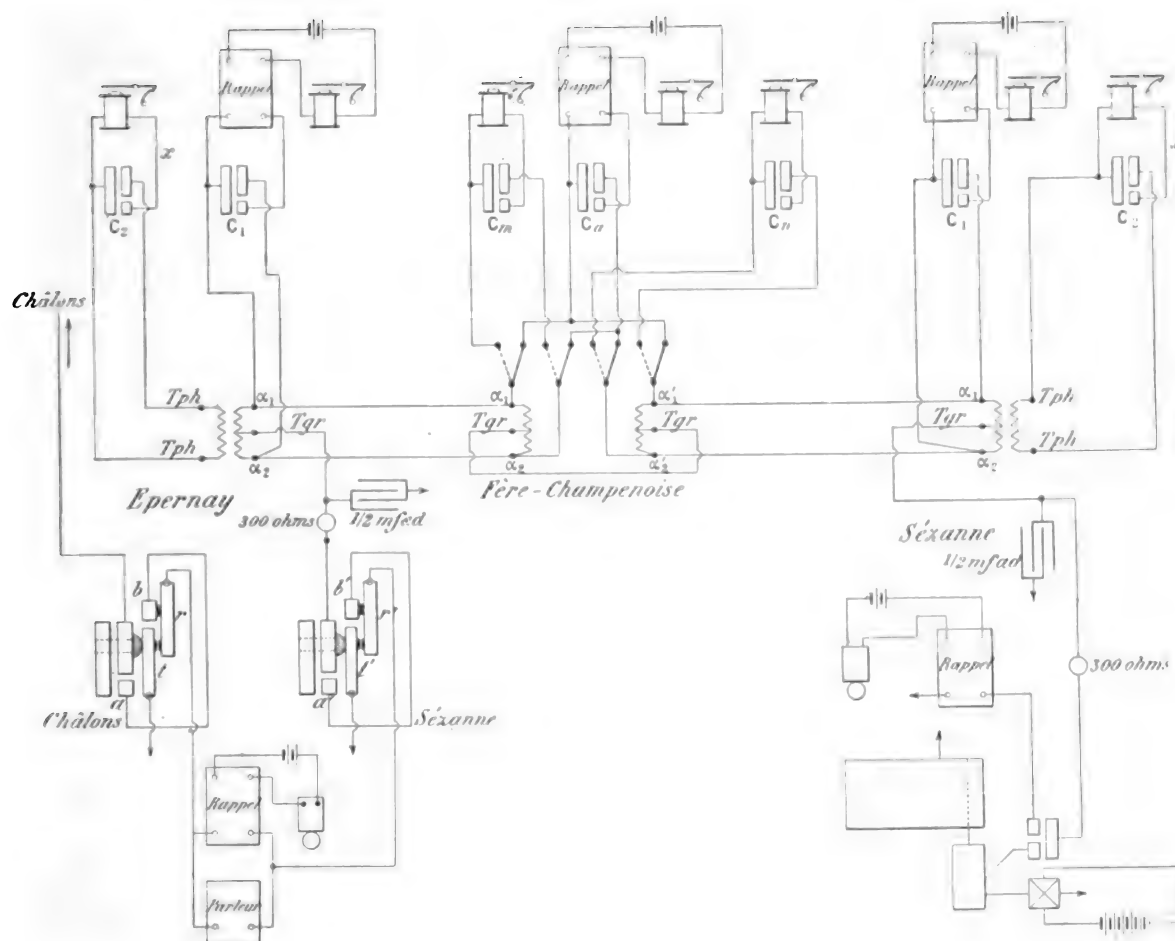 Rappel
Rappel
Rappel
x
C2
C1
Cm
Ca
Cn
C1
C2
Châlons
Tph
α1
Tgr
α1
α'1
Tgr
α1
Tgr
Tph
Tph
α2
α2
α'2
α2
Tph
Epernay
Fère-Champenoise
300 ohms
1/2 mfad
Sézanne
1/2 mfad
b
r
b'
r'
t
t'
a
a'
Châlons
Sézanne
Rappel
300 ohms
Rappel
Parleur